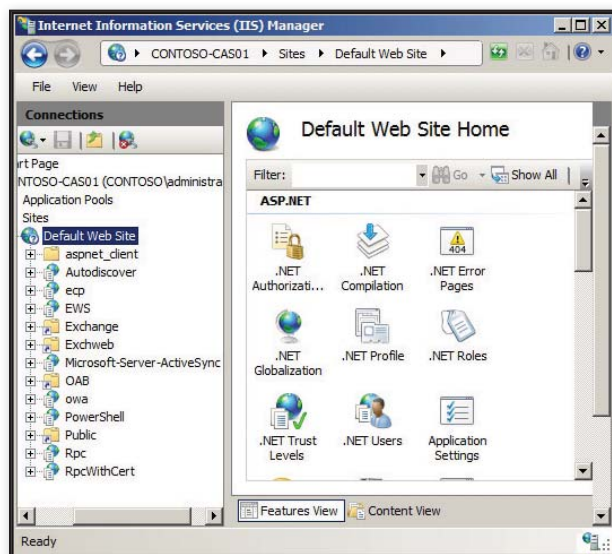 Internet Information Services (IIS) Manager
CONTOSO-CAS01 Sites Default Web Site
File View Help
Connections
rt Page
NTOSO-CAS01 (CONTOSO\administra
Application Pools
Sites
Default Web Site
aspnet_client
Autodiscover
ecp
EWS
Exchange
Exchweb
Microsoft-Server-ActiveSync
OAB
owa
PowerShell
Public
Rpc
RpcWithCert
Default Web Site Home
Filter: Go Show All
ASP.NET
.NET Authorizati...
.NET Compilation
404
.NET Error Pages
.NET Globalization
.NET Profile
.NET Roles
.NET Trust Levels
.NET Users
Application Settings
Features View Content View
Ready